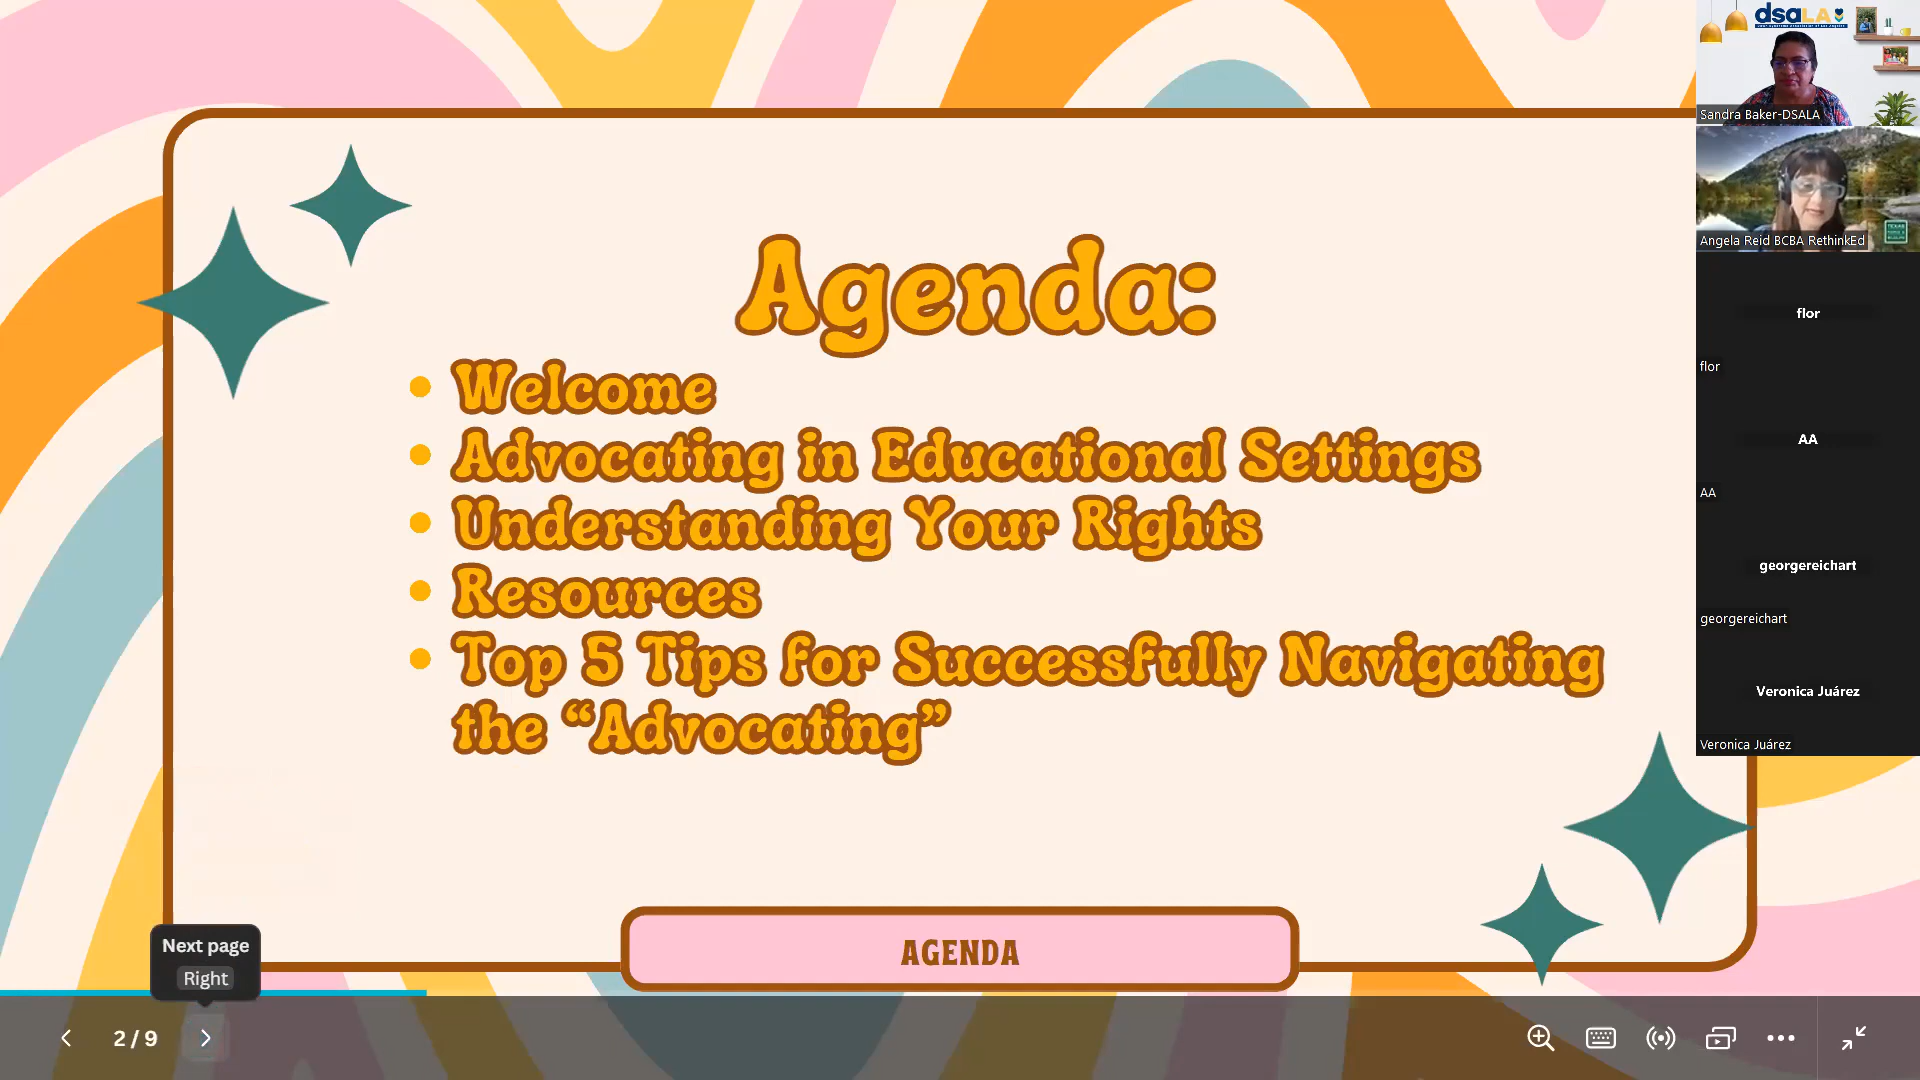 Agenda:
• Welcome
• Advocating in Educational Settings
• Understanding Your Rights
• Resources
• Top 5 Tips for Successfully Navigating
the “Advocating”
AGENDA
Next page
Right
2 / 9
dsaLA
Sandra Baker-DSALA
Angela Reid BCBA RethinkEd
flor
flor
AA
AA
georgereichart
georgereichart
Veronica Juárez
Veronica Juárez